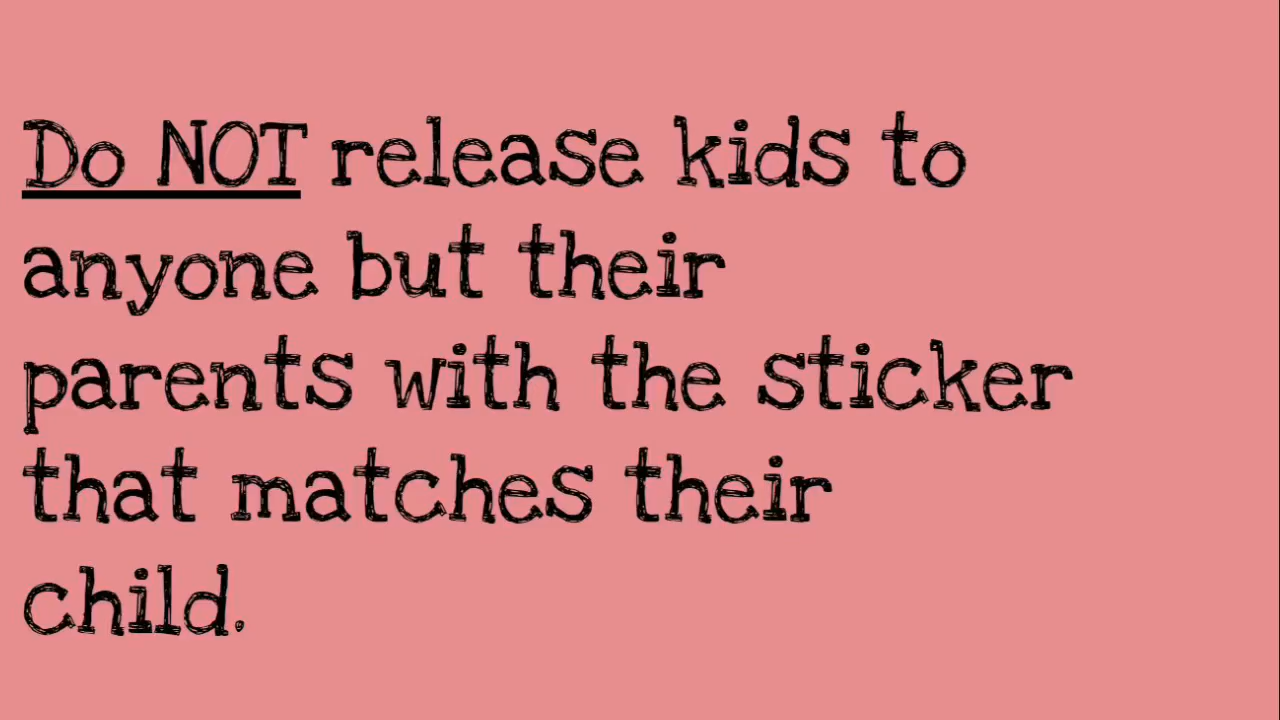 Do NOT release kids to
anyone but their
parents with the sticker
that matches their
child.